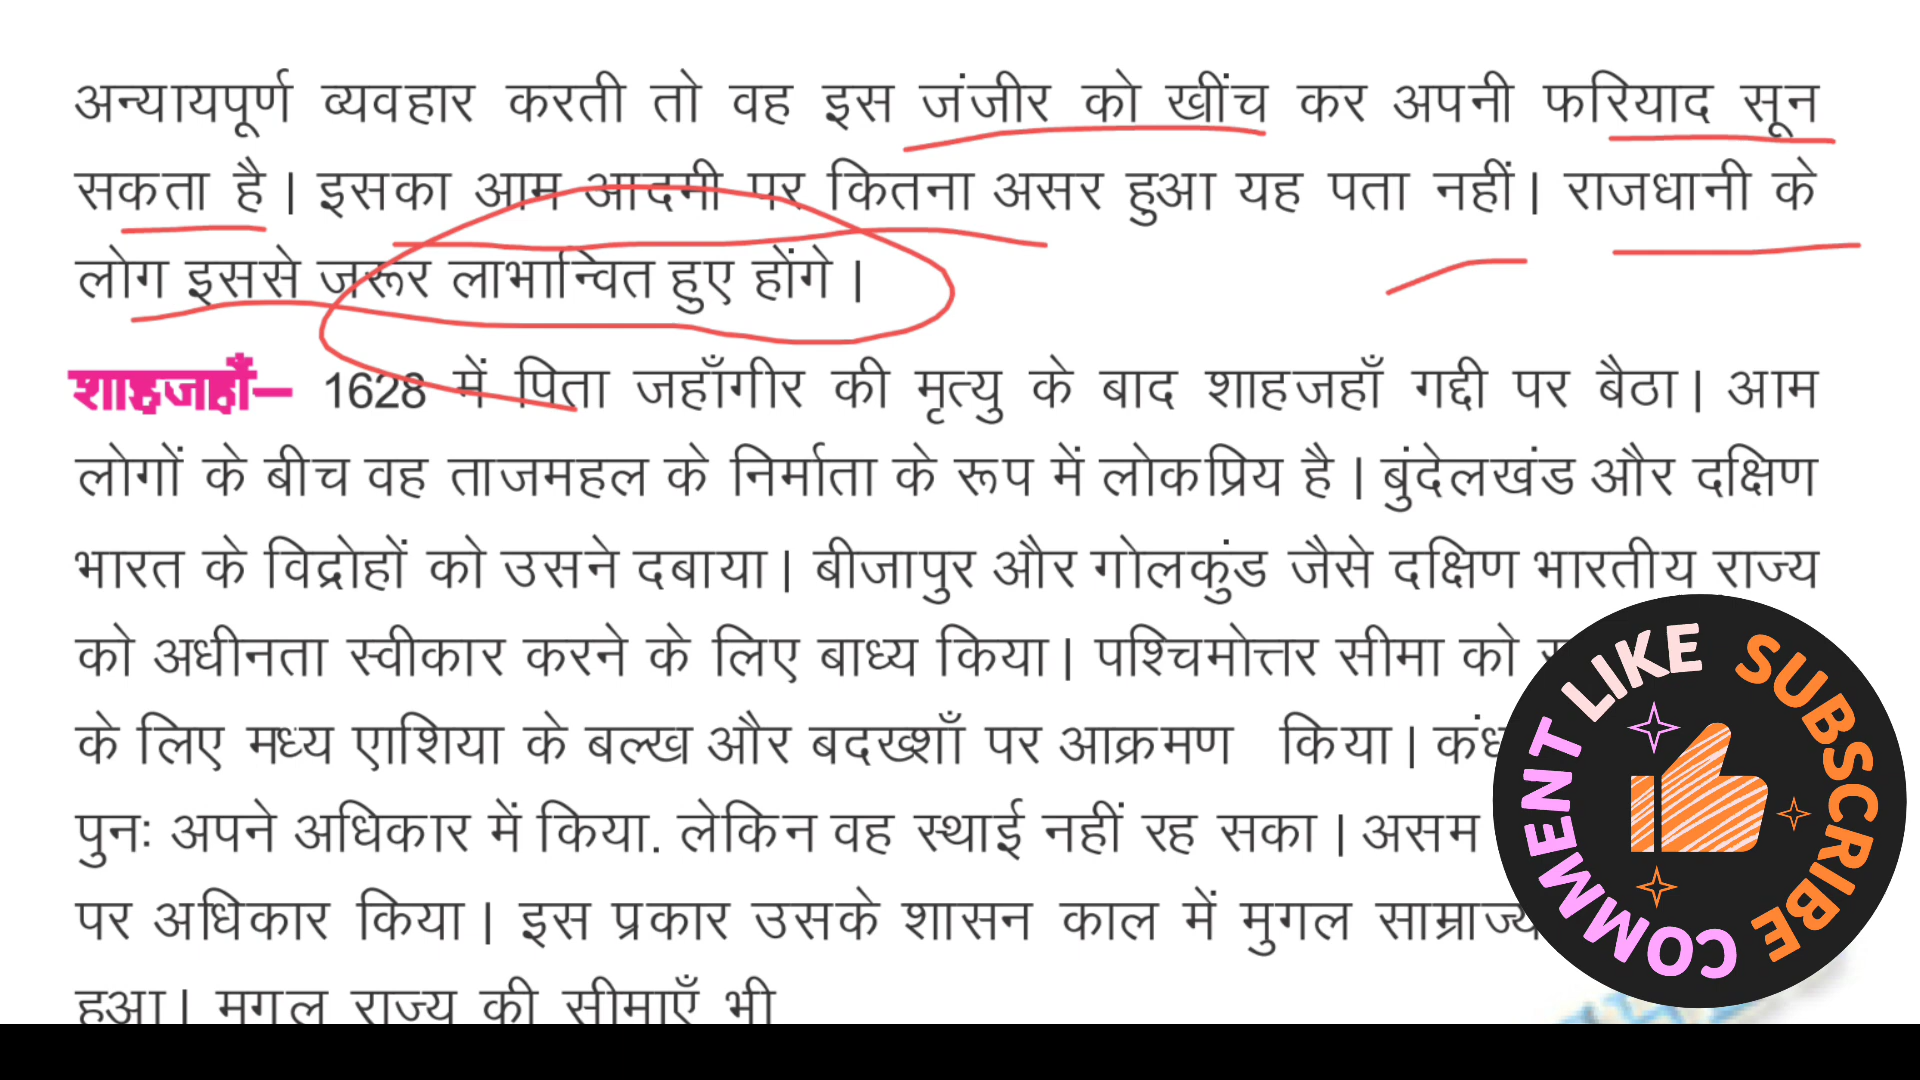 अन्यायपूर्ण व्यवहार करती तो वह इस जंजीर को खींच कर अपनी फरियाद सून
सकता है। इसका आम आदमी पर कितना असर हुआ यह पता नहीं। राजधानी के
लोग इससे जरूर लाभान्वित हुए होंगे।
शाहजहाँ– 1628 में पिता जहाँगीर की मृत्यु के बाद शाहजहाँ गद्दी पर बैठा। आम
लोगों के बीच वह ताजमहल के निर्माता के रूप में लोकप्रिय है। बुंदेलखंड और दक्षिण
भारत के विद्रोहों को उसने दबाया। बीजापुर और गोलकुंड जैसे दक्षिण भारतीय राज्य
को अधीनता स्वीकार करने के लिए बाध्य किया। पश्चिमोत्तर सीमा को
के लिए मध्य एाशिया के बल्ख और बदख्शाँ पर आक्रमण किया।
पुनः अपने अधिकार में किया. लेकिन वह स्थाई नहीं रह सका। असम
पर अधिकार किया। इस प्रकार उसके शासन काल में मुगल साम्राज्य
हुआ। मुगल राज्य की सीमाएँ भी
COMMENT LIKE SUBSCRIBE